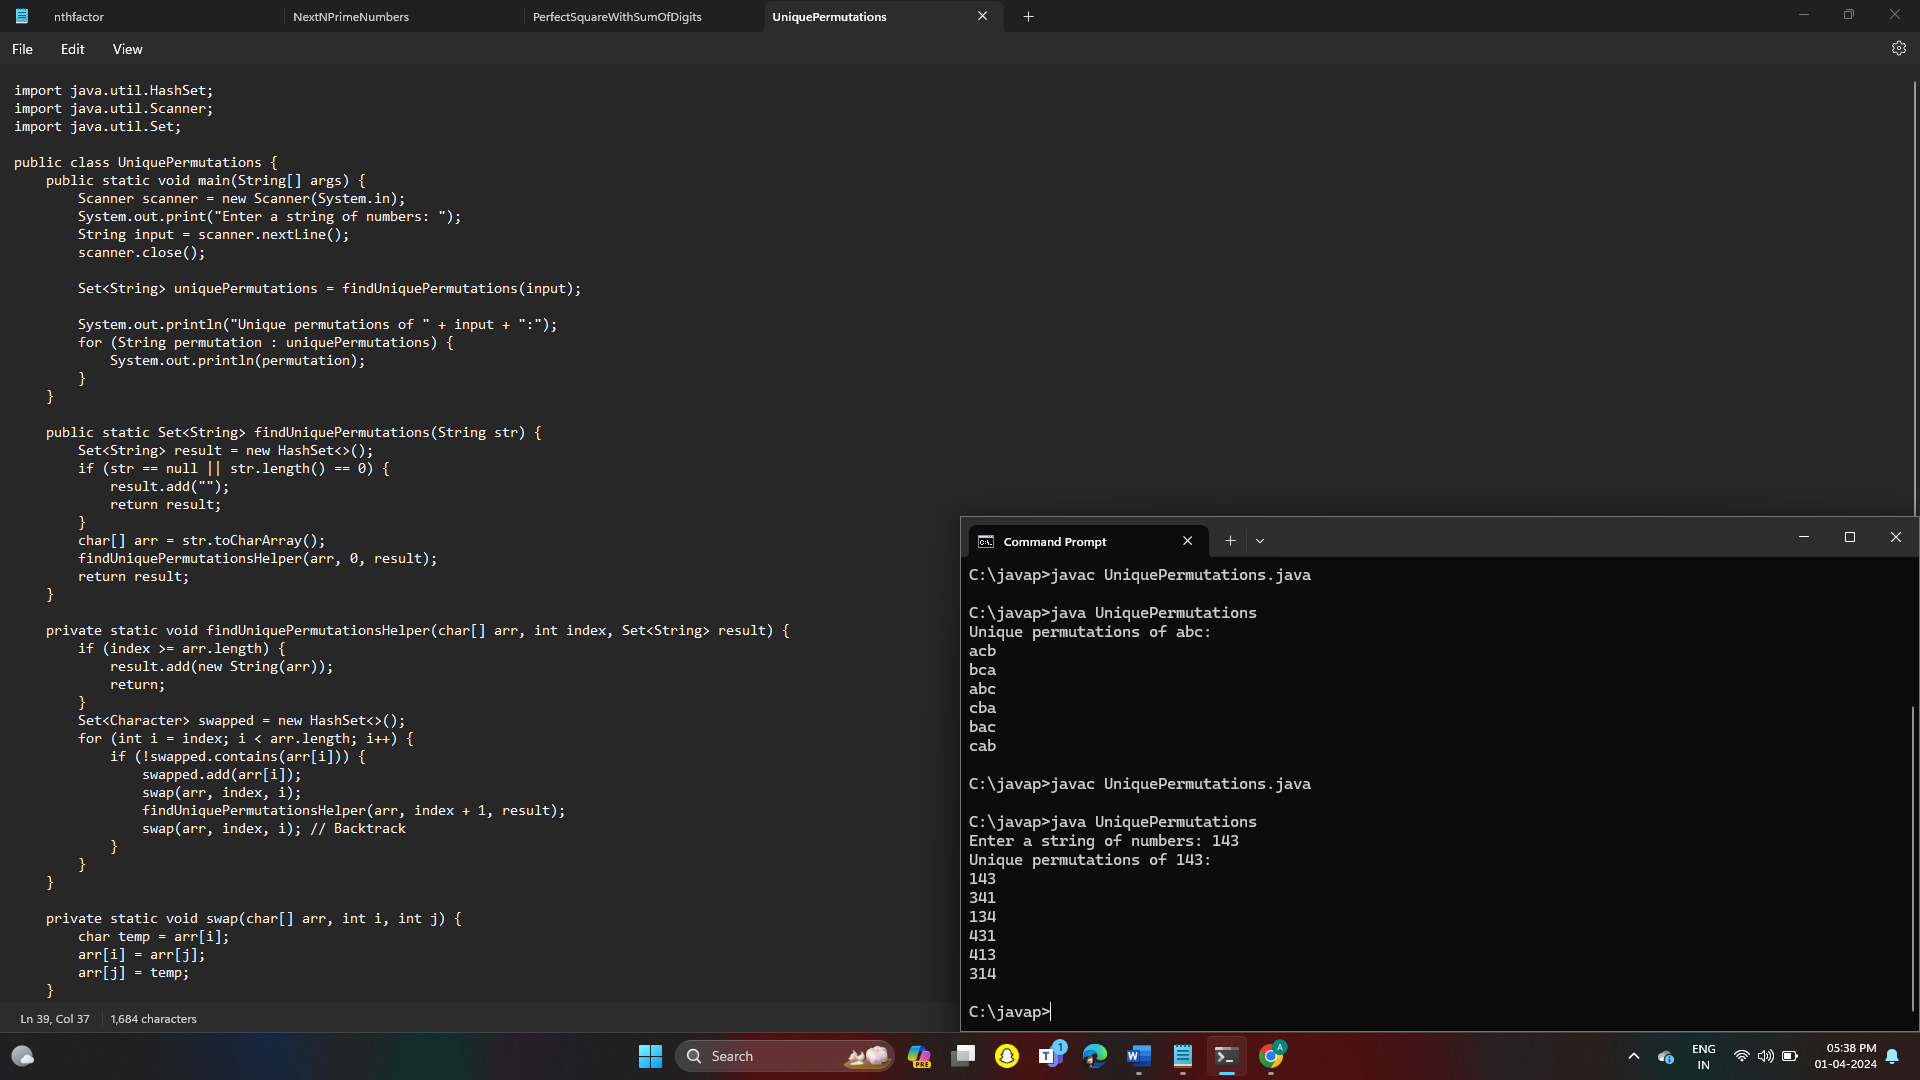 nthfactor NextNPrimeNumbers PerfectSquareWithSumOfDigits UniquePermutations
File Edit View
import java.util.HashSet;
import java.util.Scanner;
import java.util.Set;
public class UniquePermutations {
public static void main(String[] args) {
Scanner scanner = new Scanner(System.in);
System.out.print("Enter a string of numbers: ");
String input = scanner.nextLine();
scanner.close();
Set<String> uniquePermutations = findUniquePermutations(input);
System.out.println("Unique permutations of " + input + ":");
for (String permutation : uniquePermutations) {
System.out.println(permutation);
}
}
public static Set<String> findUniquePermutations(String str) {
Set<String> result = new HashSet<>();
if (str == null || str.length() == 0) {
result.add("");
return result;
}
char[] arr = str.toCharArray();
findUniquePermutationsHelper(arr, 0, result);
return result;
}
private static void findUniquePermutationsHelper(char[] arr, int index, Set<String> result) {
if (index >= arr.length) {
result.add(new String(arr));
return;
}
Set<Character> swapped = new HashSet<>();
for (int i = index; i < arr.length; i++) {
if (!swapped.contains(arr[i])) {
swapped.add(arr[i]);
swap(arr, index, i);
findUniquePermutationsHelper(arr, index + 1, result);
swap(arr, index, i); // Backtrack
}
}
}
private static void swap(char[] arr, int i, int j) {
char temp = arr[i];
arr[i] = arr[j];
arr[j] = temp;
}
Ln 39, Col 37 1,684 characters
Command Prompt
C:\javap>javac UniquePermutations.java
C:\javap>java UniquePermutations
Unique permutations of abc:
acb
bca
abc
cba
bac
cab
C:\javap>javac UniquePermutations.java
C:\javap>java UniquePermutations
Enter a string of numbers: 143
Unique permutations of 143:
143
341
134
431
413
314
C:\javap>
Search
PRE
T 1
W
A
ENG
IN
05:38 PM
01-04-2024